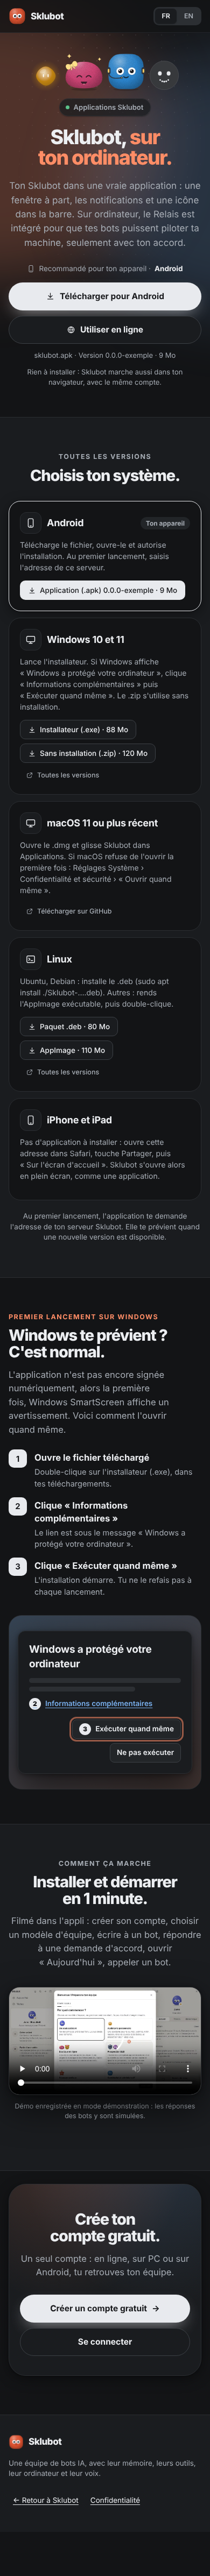 Sklubot
FR EN
Applications Sklubot
Sklubot, sur
ton ordinateur.
Ton Sklubot dans une vraie application : une
fenêtre à part, les notifications et une icône
dans la barre. Sur ordinateur, le Relais est
intégré pour que tes bots puissent piloter ta
machine, seulement avec ton accord.
Recommandé pour ton appareil · Android
Télécharger pour Android
Utiliser en ligne
sklubot.apk · Version 0.0.0-exemple · 9 Mo
Rien à installer : Sklubot marche aussi dans ton
navigateur, avec le même compte.
TOUTES LES VERSIONS
Choisis ton système.
Android
Ton appareil
Télécharge le fichier, ouvre-le et autorise
l'installation. Au premier lancement, saisis
l'adresse de ce serveur.
Application (.apk) 0.0.0-exemple · 9 Mo
Windows 10 et 11
Lance l'installateur. Si Windows affiche
« Windows a protégé votre ordinateur », clique
« Informations complémentaires » puis
« Exécuter quand même ». Le .zip s'utilise sans
installation.
Installateur (.exe) · 88 Mo
Sans installation (.zip) · 120 Mo
Toutes les versions
macOS 11 ou plus récent
Ouvre le .dmg et glisse Sklubot dans
Applications. Si macOS refuse de l'ouvrir la
première fois : Réglages Système ›
Confidentialité et sécurité › « Ouvrir quand
même ».
Télécharger sur GitHub
Linux
Ubuntu, Debian : installe le .deb (sudo apt
install ./Sklubot-….deb). Autres : rends
l'AppImage exécutable, puis double-clique.
Paquet .deb · 80 Mo
AppImage · 110 Mo
Toutes les versions
iPhone et iPad
Pas d'application à installer : ouvre cette
adresse dans Safari, touche Partager, puis
« Sur l'écran d'accueil ». Sklubot s'ouvre alors
en plein écran, comme une application.
Au premier lancement, l'application te demande
l'adresse de ton serveur Sklubot. Elle te prévient quand
une nouvelle version est disponible.
PREMIER LANCEMENT SUR WINDOWS
Windows te prévient ?
C'est normal.
L'application n'est pas encore signée
numériquement, alors la première
fois, Windows SmartScreen affiche un
avertissement. Voici comment l'ouvrir
quand même.
1 Ouvre le fichier téléchargé
Double-clique sur l'installateur (.exe), dans
tes téléchargements.
2 Clique « Informations
complémentaires »
Le lien est sous le message « Windows a
protégé votre ordinateur ».
3 Clique « Exécuter quand même »
L'installation démarre. Tu ne le refais pas à
chaque lancement.
Windows a protégé votre
ordinateur
2 Informations complémentaires
3 Exécuter quand même
Ne pas exécuter
COMMENT ÇA MARCHE
Installer et démarrer
en 1 minute.
Filmé dans l'appli : créer son compte, choisir
un modèle d'équipe, écrire à un bot, répondre
à une demande d'accord, ouvrir
« Aujourd'hui », appeler un bot.
0:00
Démo enregistrée en mode démonstration : les réponses
des bots y sont simulées.
Crée ton
compte gratuit.
Un seul compte : en ligne, sur PC ou sur
Android, tu retrouves ton équipe.
Créer un compte gratuit →
Se connecter
Sklubot
Une équipe de bots IA, avec leur mémoire, leurs outils,
leur ordinateur et leur voix.
← Retour à Sklubot Confidentialité